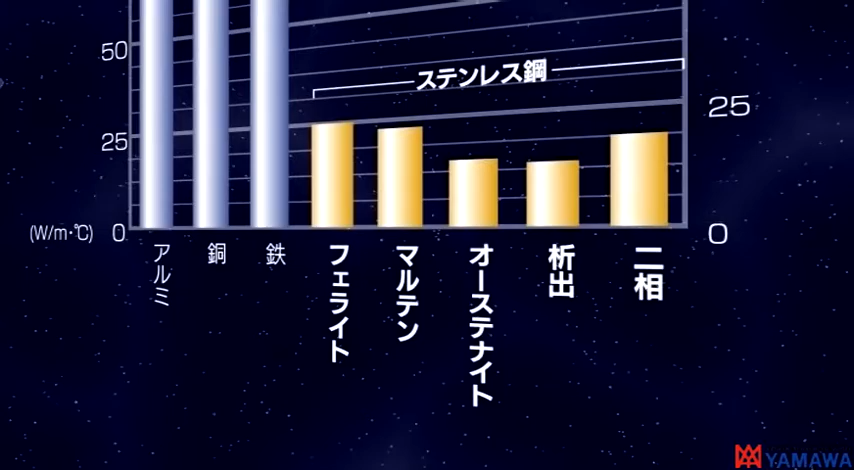 50
ステンレス鋼
25
25
(W/m・℃) 0
0
アルミ
銅
鉄
フェライト
マルテン
オーステナイト
析出
二相
YAMAWA